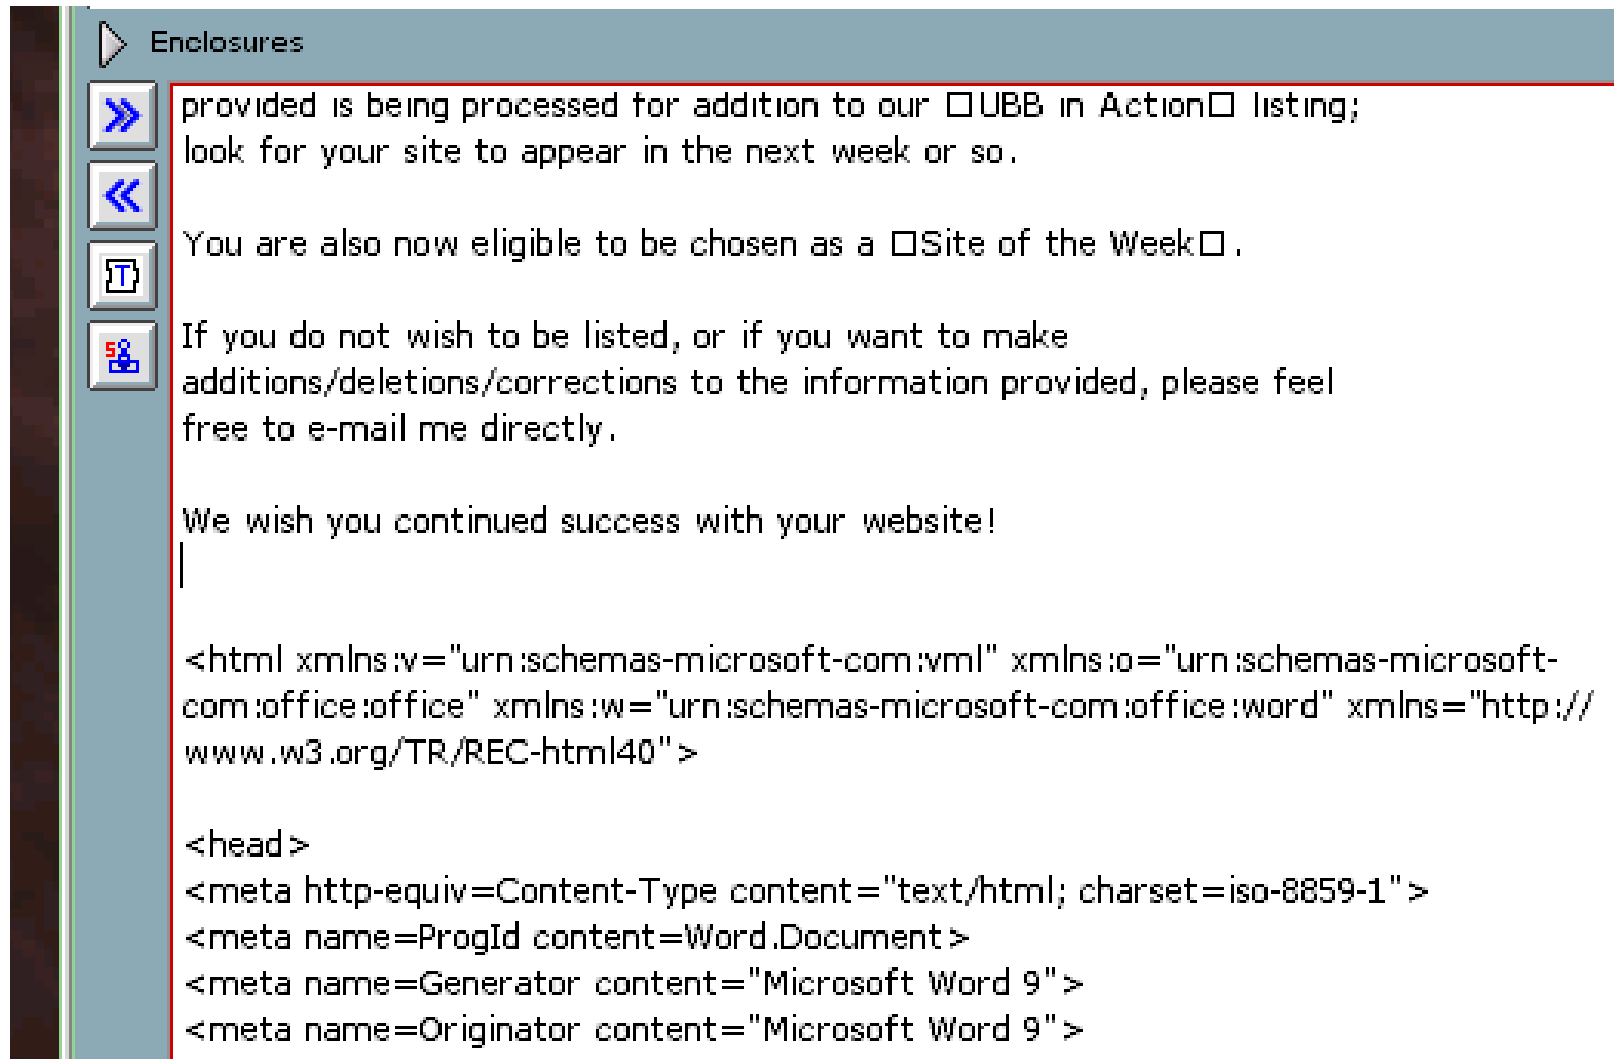 Enclosures
provided is being processed for addition to our □UBB in Action□ listing;
look for your site to appear in the next week or so.
You are also now eligible to be chosen as a □Site of the Week□.
If you do not wish to be listed, or if you want to make
additions/deletions/corrections to the information provided, please feel
free to e-mail me directly.
We wish you continued success with your website!
<html xmlns:v="urn:schemas-microsoft-com:vml" xmlns:o="urn:schemas-microsoft-
com:office:office" xmlns:w="urn:schemas-microsoft-com:office:word" xmlns="http://
www.w3.org/TR/REC-html40">
<head>
<meta http-equiv=Content-Type content="text/html; charset=iso-8859-1">
<meta name=ProgId content=Word.Document>
<meta name=Generator content="Microsoft Word 9">
<meta name=Originator content="Microsoft Word 9">